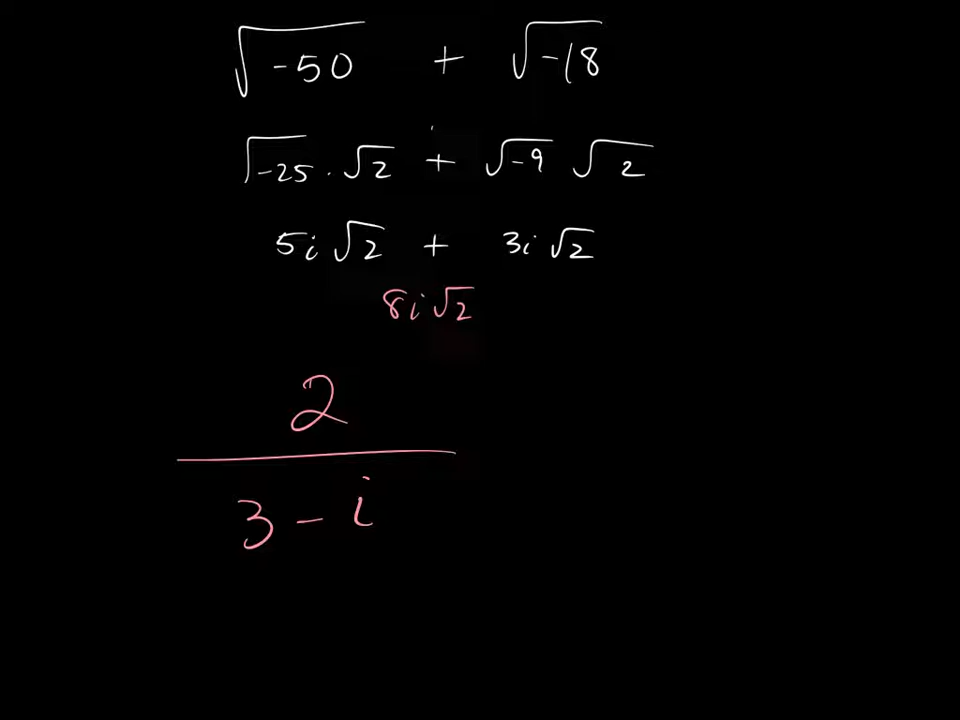 √-50 + √-18
√-25 · √2 + √-9 √2
5i √2 + 3i √2
8i √2
2
3 - i